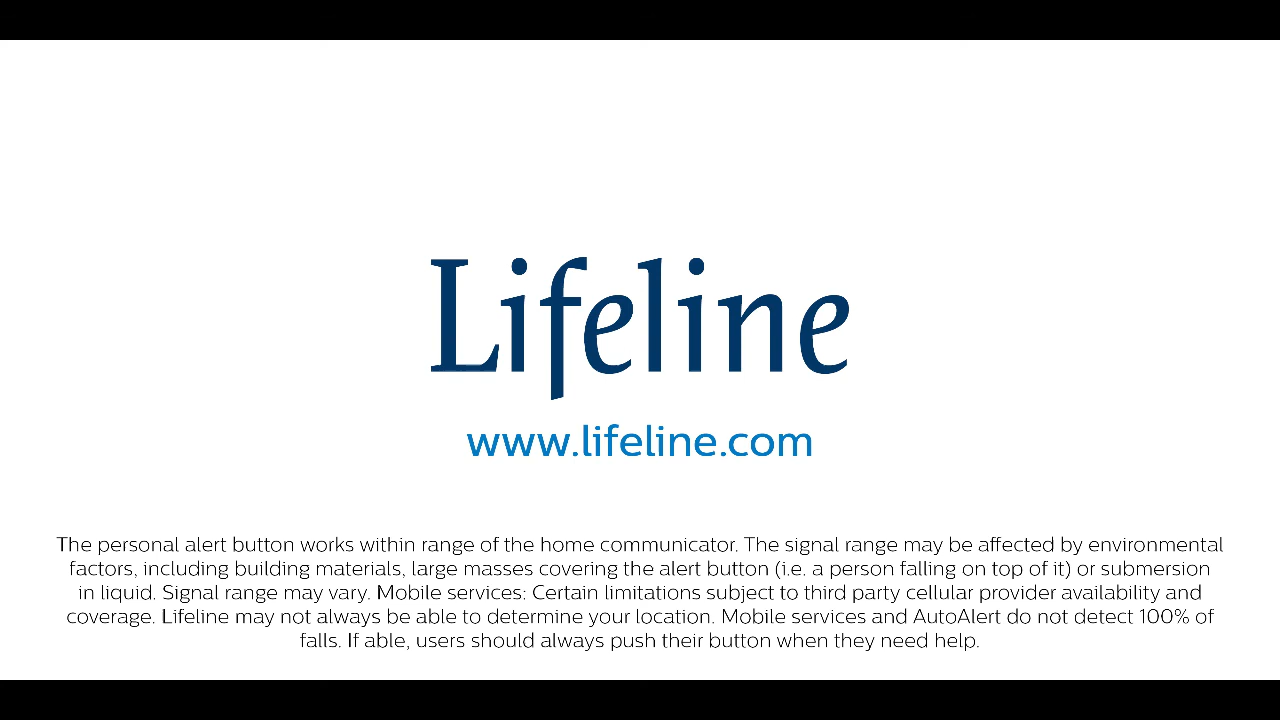 Lifeline
www.lifeline.com
The personal alert button works within range of the home communicator. The signal range may be affected by environmental
factors, including building materials, large masses covering the alert button (i.e. a person falling on top of it) or submersion
in liquid. Signal range may vary. Mobile services: Certain limitations subject to third party cellular provider availability and
coverage. Lifeline may not always be able to determine your location. Mobile services and AutoAlert do not detect 100% of
falls. If able, users should always push their button when they need help.